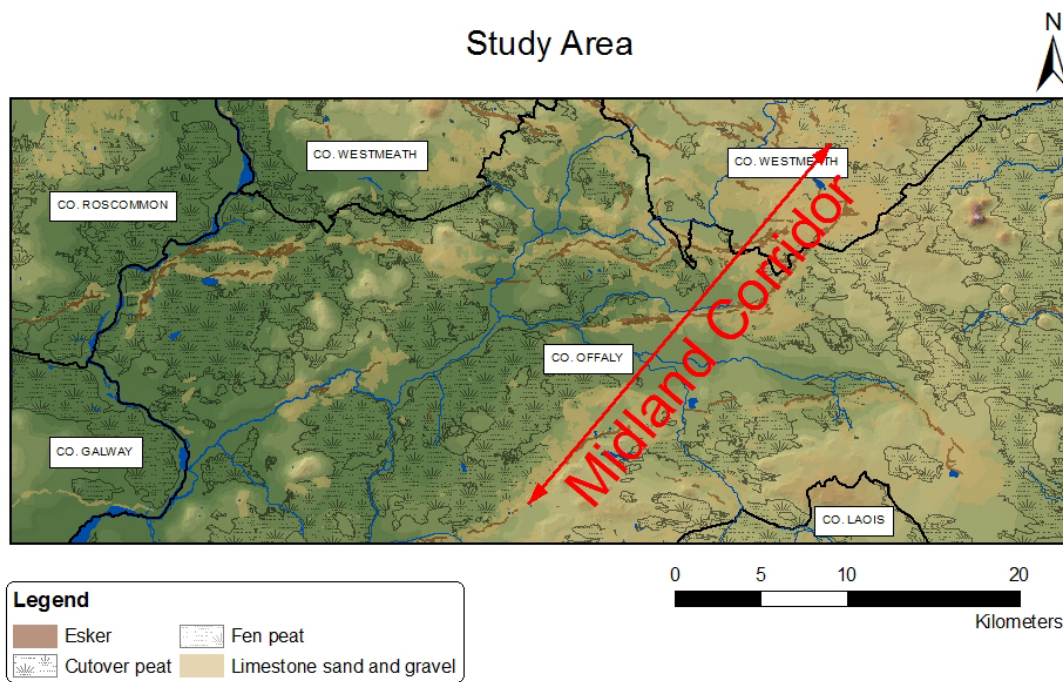 Study Area
N
CO. WESTMEATH
CO. WESTMEATH
CO. ROSCOMMON
Midland Corridor
CO. OFFALY
CO. GALWAY
CO. LAOIS
0 5 10 20
Kilometers
Legend
Esker
Fen peat
Cutover peat
Limestone sand and gravel